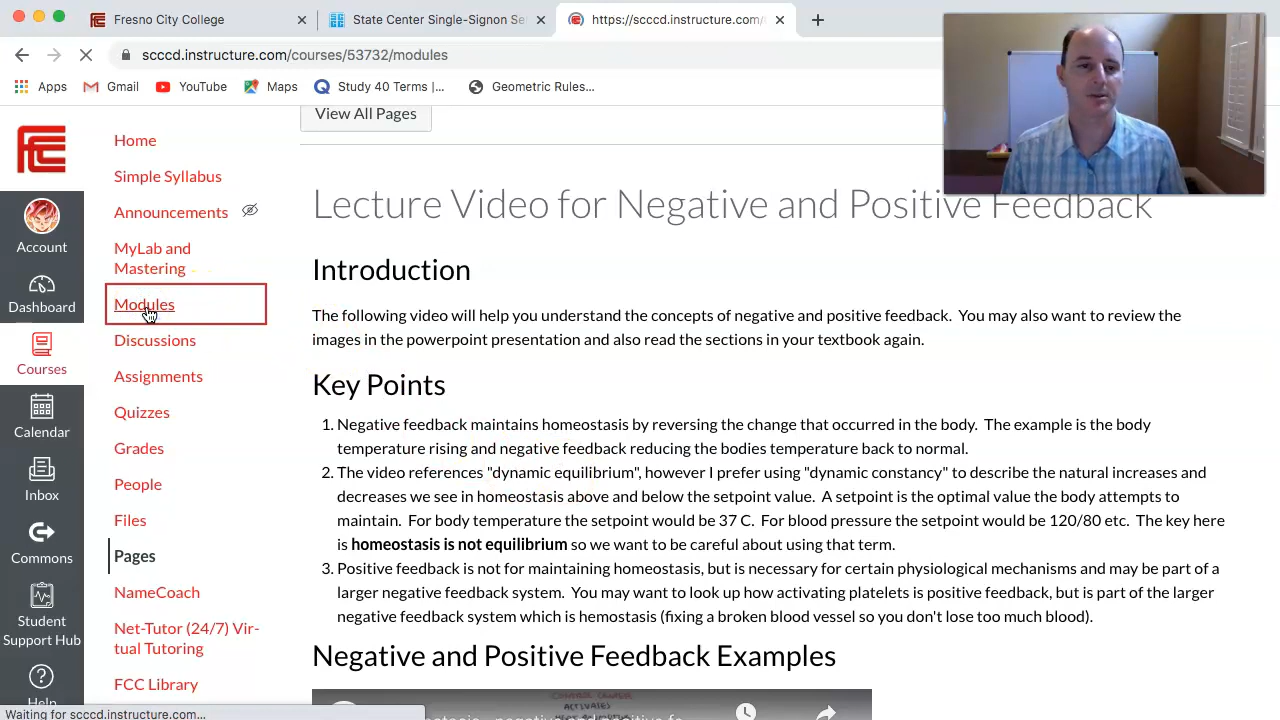 Fresno City College
State Center Single-Signon Se
https://scccd.instructure.com/
scccd.instructure.com/courses/53732/modules
Apps
Gmail
YouTube
Maps
Study 40 Terms |...
Geometric Rules...
Account
Dashboard
Courses
Calendar
Inbox
Commons
Student
Support Hub
Help
Home
Simple Syllabus
Announcements
MyLab and
Mastering
Modules
Discussions
Assignments
Quizzes
Grades
People
Files
Pages
NameCoach
Net-Tutor (24/7) Vir-
tual Tutoring
FCC Library
View All Pages
Lecture Video for Negative and Positive Feedback
Introduction
The following video will help you understand the concepts of negative and positive feedback. You may also want to review the
images in the powerpoint presentation and also read the sections in your textbook again.
Key Points
1. Negative feedback maintains homeostasis by reversing the change that occurred in the body. The example is the body
temperature rising and negative feedback reducing the bodies temperature back to normal.
2. The video references "dynamic equilibrium", however I prefer using "dynamic constancy" to describe the natural increases and
decreases we see in homeostasis above and below the setpoint value. A setpoint is the optimal value the body attempts to
maintain. For body temperature the setpoint would be 37 C. For blood pressure the setpoint would be 120/80 etc. The key here
is homeostasis is not equilibrium so we want to be careful about using that term.
3. Positive feedback is not for maintaining homeostasis, but is necessary for certain physiological mechanisms and may be part of a
larger negative feedback system. You may want to look up how activating platelets is positive feedback, but is part of the larger
negative feedback system which is hemostasis (fixing a broken blood vessel so you don't lose too much blood).
Negative and Positive Feedback Examples
ACTIVATES
Waiting for scccd.instructure.com...